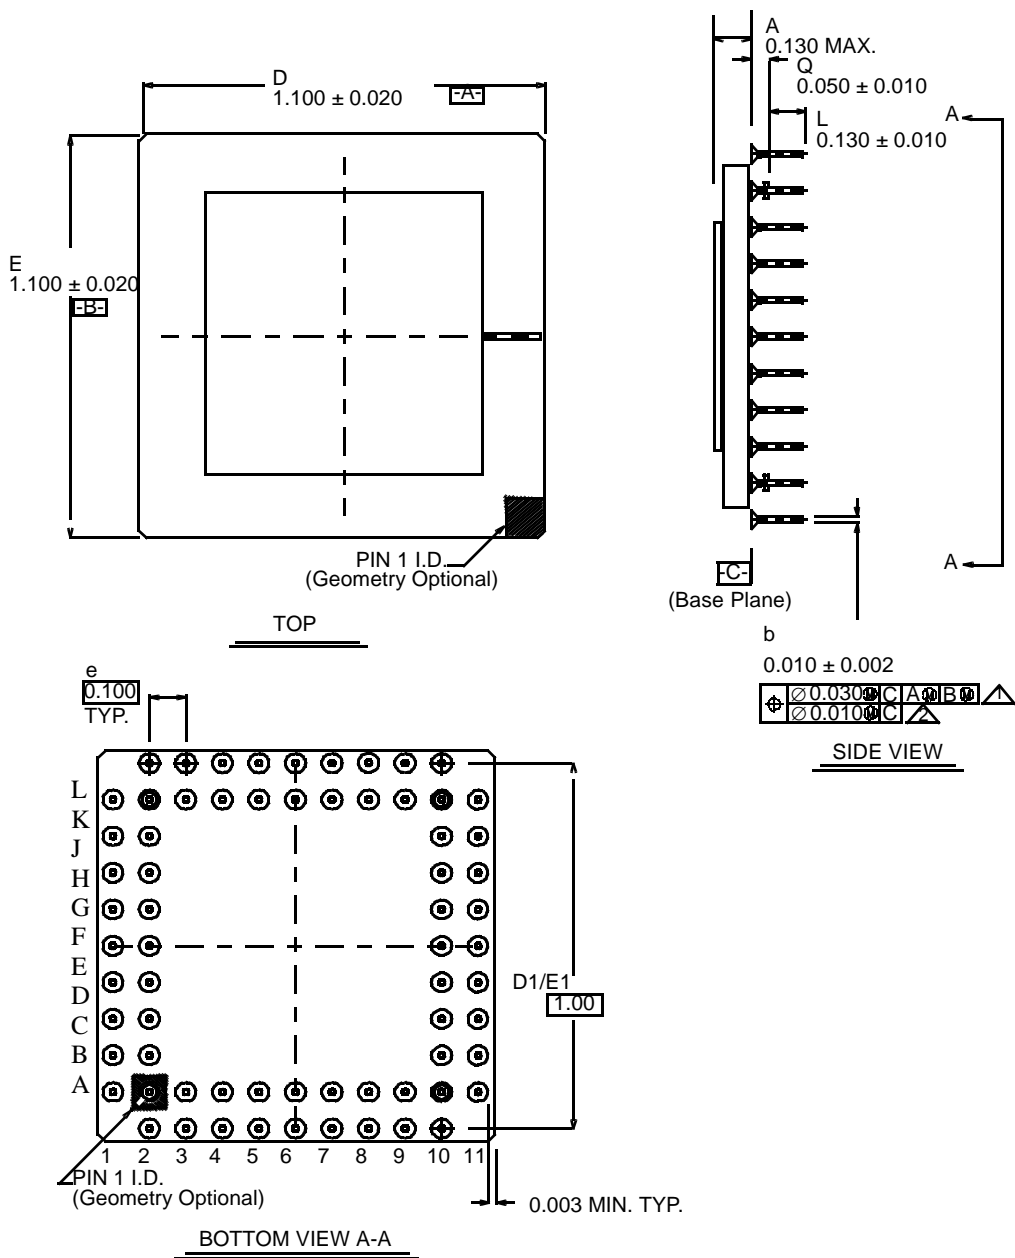 D
1.100 ± 0.020
-A-
E
1.100 ± 0.020
-B-
PIN 1 I.D.
(Geometry Optional)
TOP
A
0.130 MAX.
Q
0.050 ± 0.010
L
0.130 ± 0.010
A
A
-C-
(Base Plane)
b
0.010 ± 0.002
⌖ ∅ 0.030 Ⓜ C A Ⓜ B Ⓜ 1
∅ 0.010 Ⓜ C 2
SIDE VIEW
e
0.100
TYP.
L
K
J
H
G
F
E
D
C
B
A
1 2 3 4 5 6 7 8 9 10 11
D1/E1
1.00
PIN 1 I.D.
(Geometry Optional)
0.003 MIN. TYP.
BOTTOM VIEW A-A